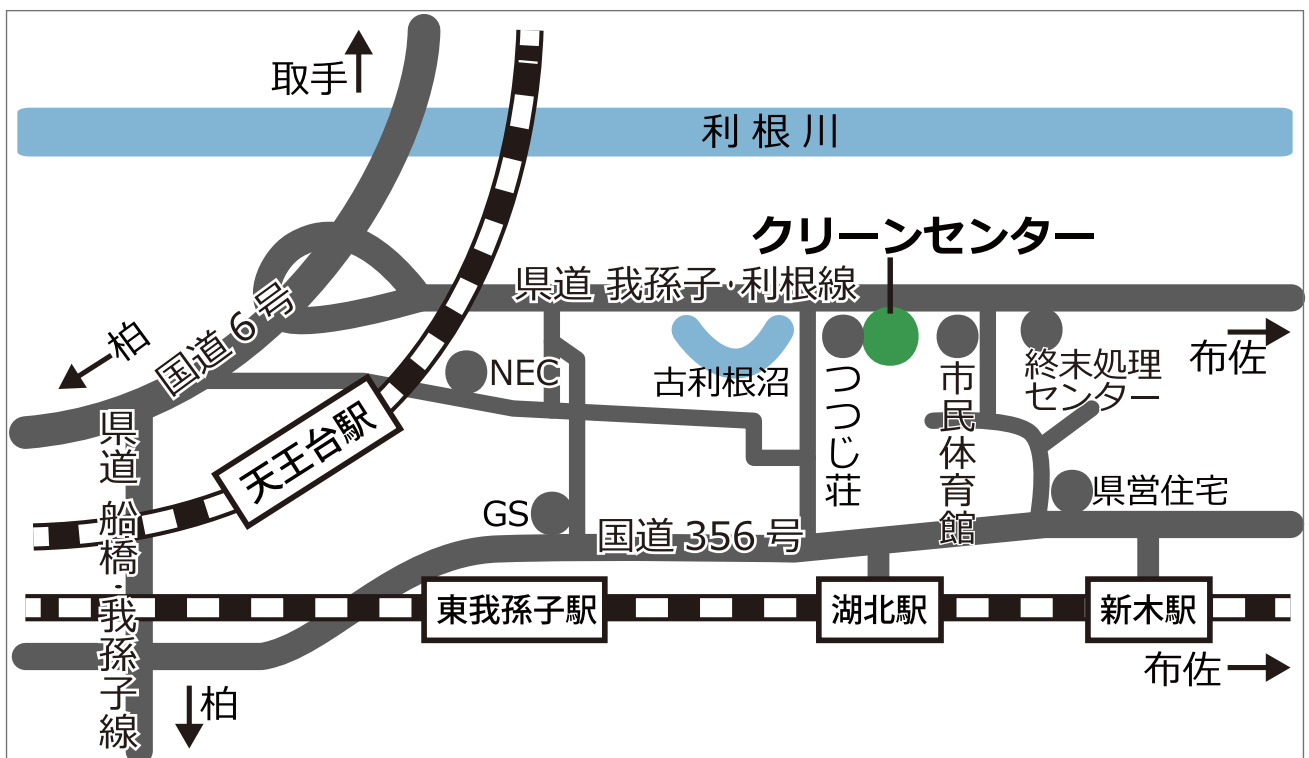 取手
利根川
クリーンセンター
県道 我孫子・利根線
国道6号
柏
布佐
NEC
古利根沼
つつじ荘
市民体育館
終末処理
センター
天王台駅
県道 船橋・我孫子線
県営住宅
GS
国道 356 号
東我孫子駅
湖北駅
新木駅
布佐
柏